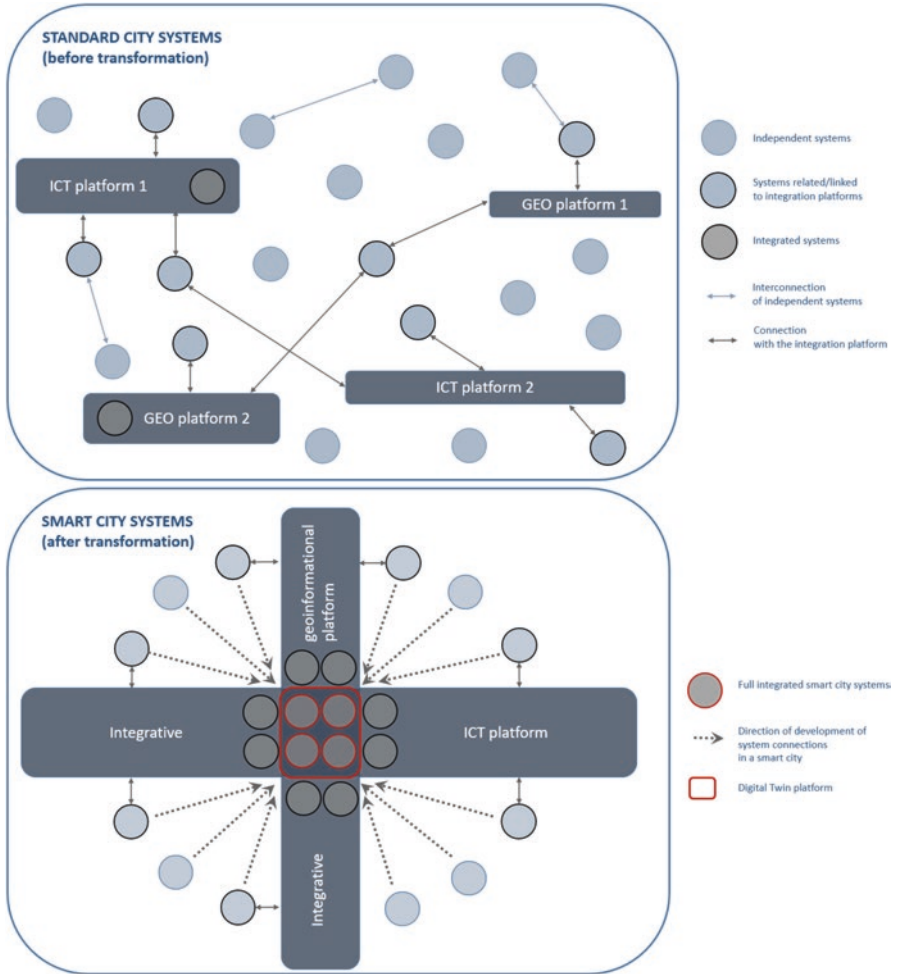 STANDARD CITY SYSTEMS
(before transformation)
ICT platform 1
GEO platform 1
ICT platform 2
GEO platform 2
Independent systems
Systems related/linked
to integration platforms
Integrated systems
Interconnection
of independent systems
Connection
with the integration platform
SMART CITY SYSTEMS
(after transformation)
geoinformational
platform
Integrative
ICT platform
Integrative
Full integrated smart city systems
Direction of development of
system connections
in a smart city
Digital Twin platform